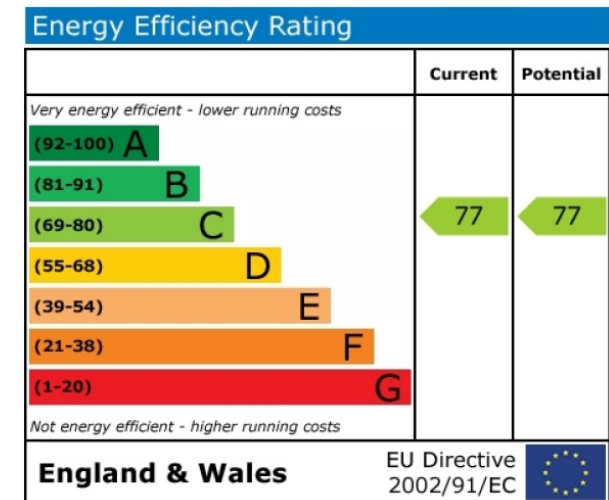 Energy Efficiency Rating
Current Potential
Very energy efficient - lower running costs
(92-100) A
(81-91) B
(69-80) C 77 77
(55-68) D
(39-54) E
(21-38) F
(1-20) G
Not energy efficient - higher running costs
England & Wales
EU Directive
2002/91/EC